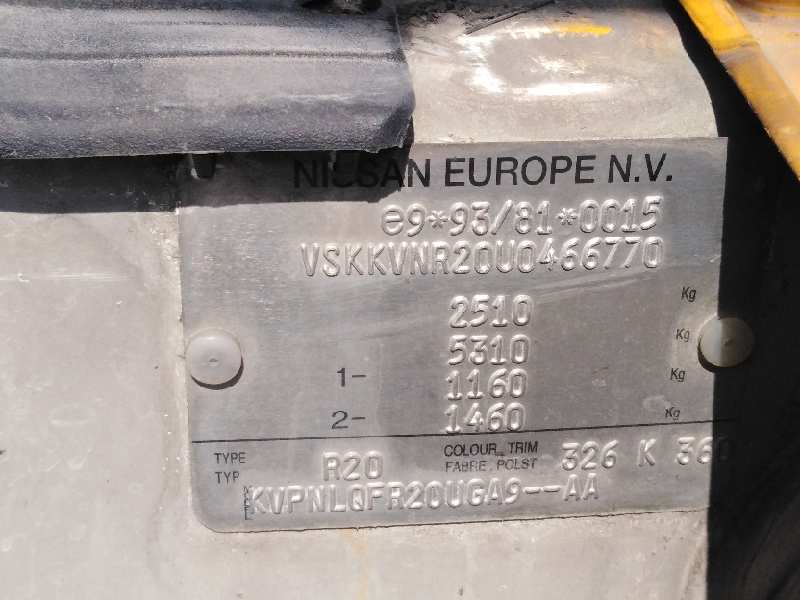 NISSAN EUROPE N.V.
e9*93/81*0015
VSKKVNR20U0466770
2510 Kg
5310 Kg
1- 1160 Kg
2- 1460 Kg
TYPE R20 COLOUR, TRIM 326 K 360
TYP FABRE, POLST
KVPNLQFR20UGA9--AA